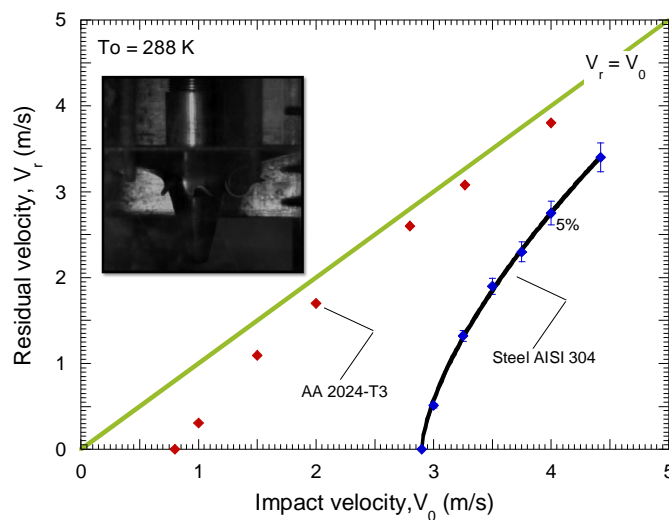 To = 288 K
V_r = V_0
5%
Steel AISI 304
AA 2024-T3
Residual velocity, V_r (m/s)
5
4
3
2
1
0
0 1 2 3 4 5
Impact velocity,V_0 (m/s)